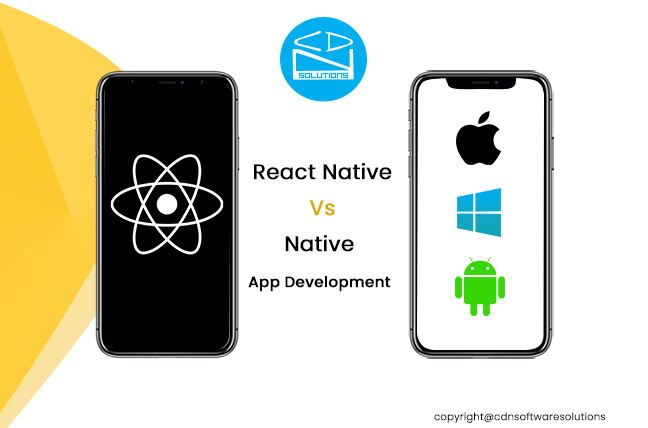 CDN
SOLUTIONS
React Native
Vs
Native
App Development
copyright@cdnsoftwaresolutions